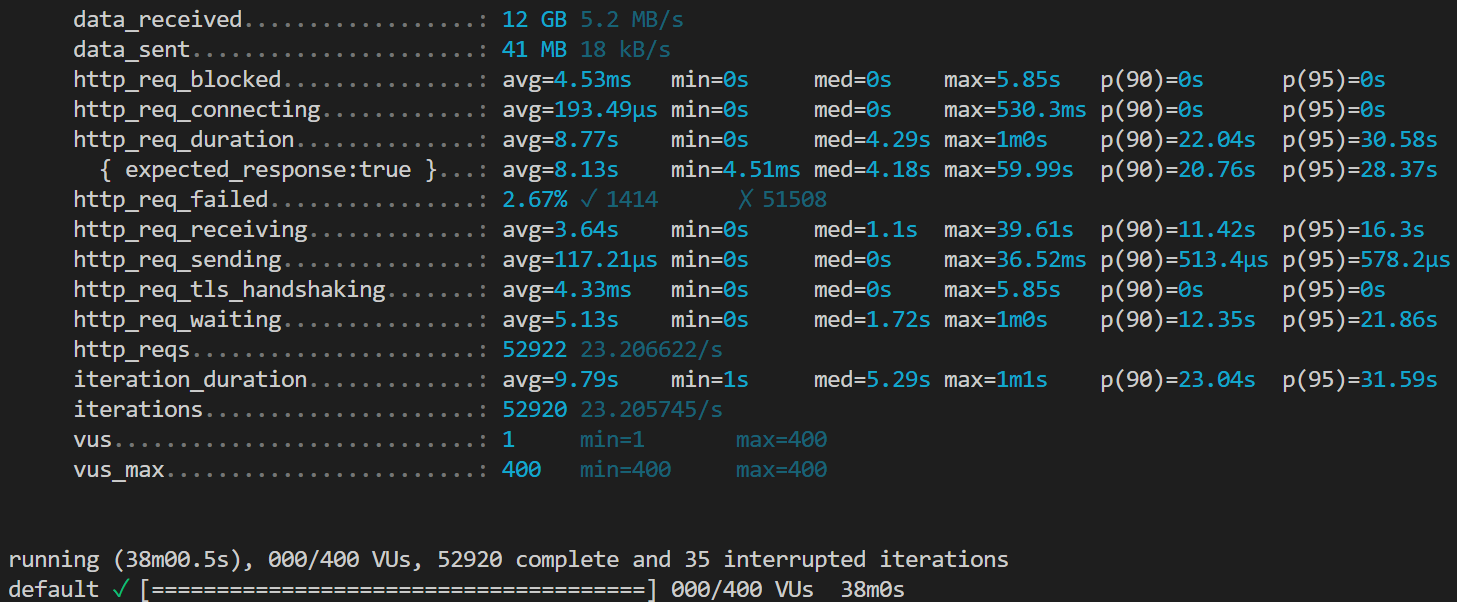 data_received..................: 12 GB 5.2 MB/s
data_sent......................: 41 MB 18 kB/s
http_req_blocked...............: avg=4.53ms min=0s med=0s max=5.85s p(90)=0s p(95)=0s
http_req_connecting............: avg=193.49µs min=0s med=0s max=530.3ms p(90)=0s p(95)=0s
http_req_duration..............: avg=8.77s min=0s med=4.29s max=1m0s p(90)=22.04s p(95)=30.58s
{ expected_response:true }...: avg=8.13s min=4.51ms med=4.18s max=59.99s p(90)=20.76s p(95)=28.37s
http_req_failed................: 2.67% ✓ 1414 ✗ 51508
http_req_receiving.............: avg=3.64s min=0s med=1.1s max=39.61s p(90)=11.42s p(95)=16.3s
http_req_sending...............: avg=117.21µs min=0s med=0s max=36.52ms p(90)=513.4µs p(95)=578.2µs
http_req_tls_handshaking.......: avg=4.33ms min=0s med=0s max=5.85s p(90)=0s p(95)=0s
http_req_waiting...............: avg=5.13s min=0s med=1.72s max=1m0s p(90)=12.35s p(95)=21.86s
http_reqs......................: 52922 23.206622/s
iteration_duration.............: avg=9.79s min=1s med=5.29s max=1m1s p(90)=23.04s p(95)=31.59s
iterations.....................: 52920 23.205745/s
vus............................: 1 min=1 max=400
vus_max........................: 400 min=400 max=400
running (38m00.5s), 000/400 VUs, 52920 complete and 35 interrupted iterations
default ✓ [======================================] 000/400 VUs 38m0s